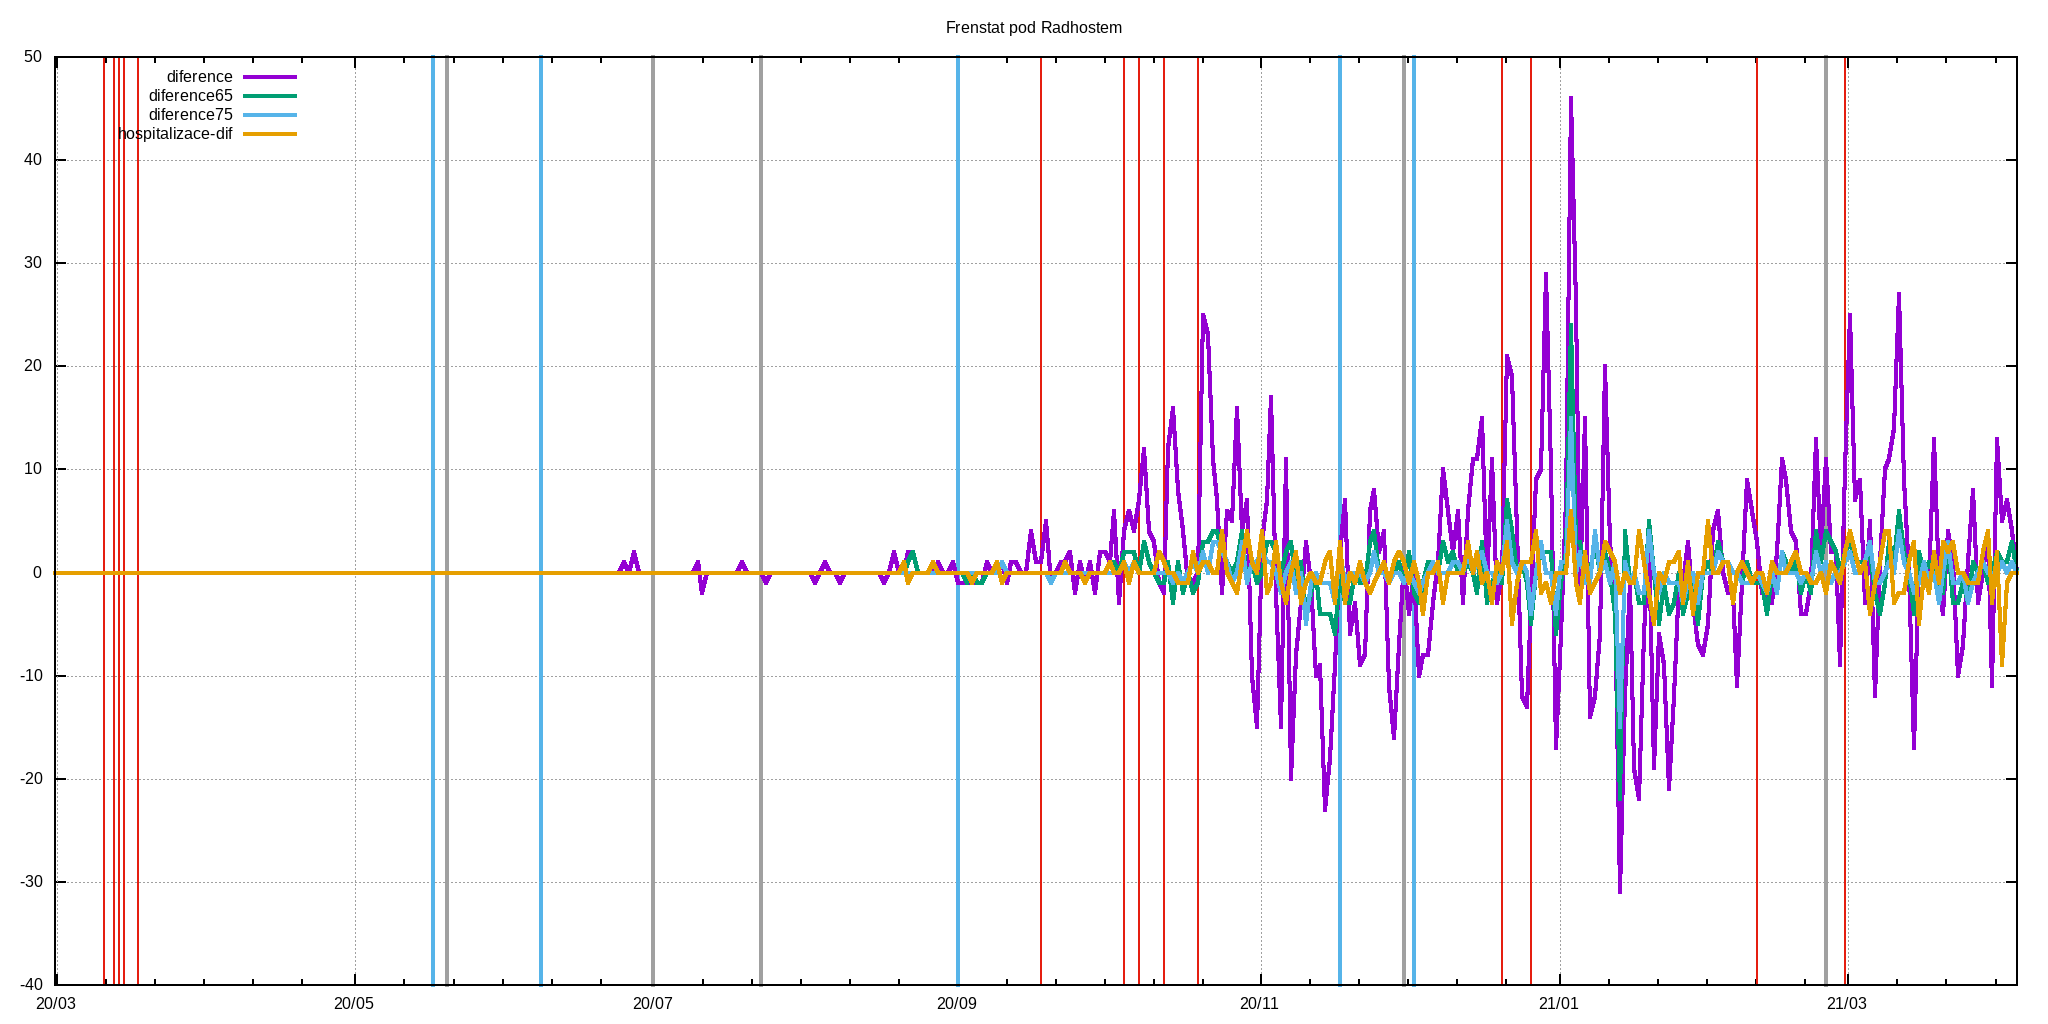 Frenstat pod Radhostem
50
diference
diference65
diference75
hospitalizace-dif
40
30
20
10
0
-10
-20
-30
-40
20/03 20/05 20/07 20/09 20/11 21/01 21/03